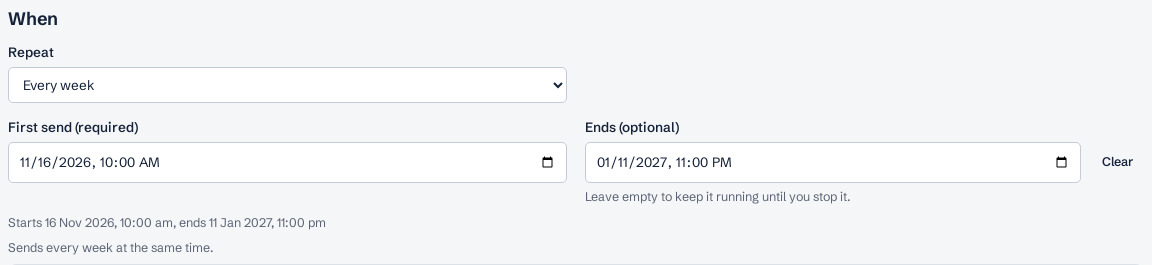 When
Repeat
Every week
First send (required)
Ends (optional)
11/16/2026, 10:00 AM
01/11/2027, 11:00 PM
Clear
Leave empty to keep it running until you stop it.
Starts 16 Nov 2026, 10:00 am, ends 11 Jan 2027, 11:00 pm
Sends every week at the same time.